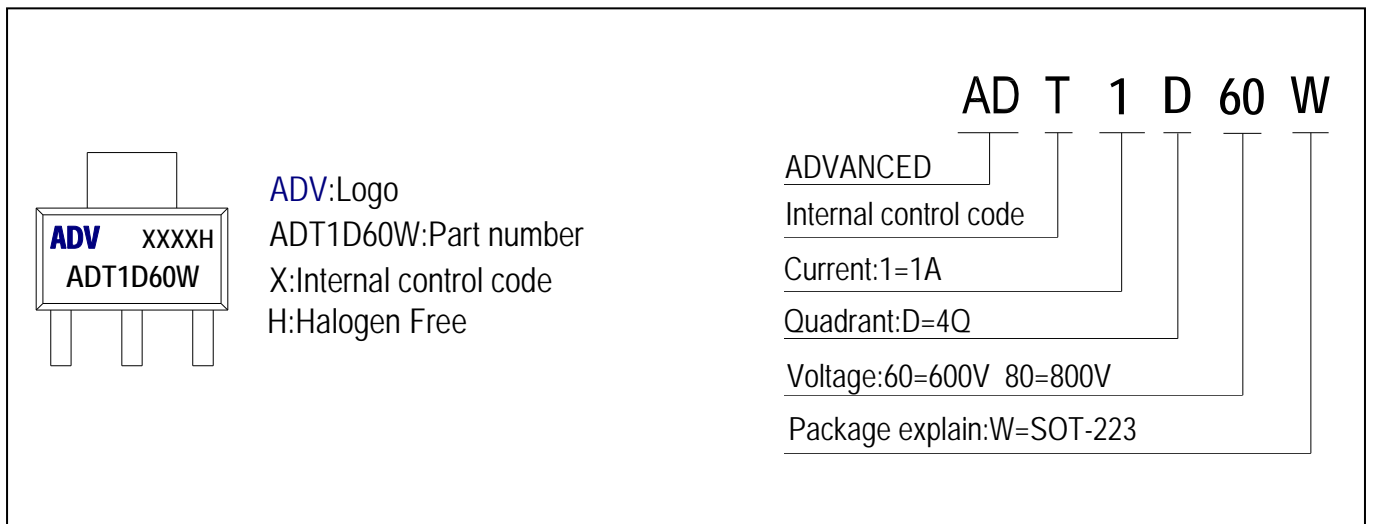 ADV XXXXH
ADT1D60W
ADV:Logo
ADT1D60W:Part number
X:Internal control code
H:Halogen Free
AD T 1 D 60 W
ADVANCED
Internal control code
Current:1=1A
Quadrant:D=4Q
Voltage:60=600V 80=800V
Package explain:W=SOT-223